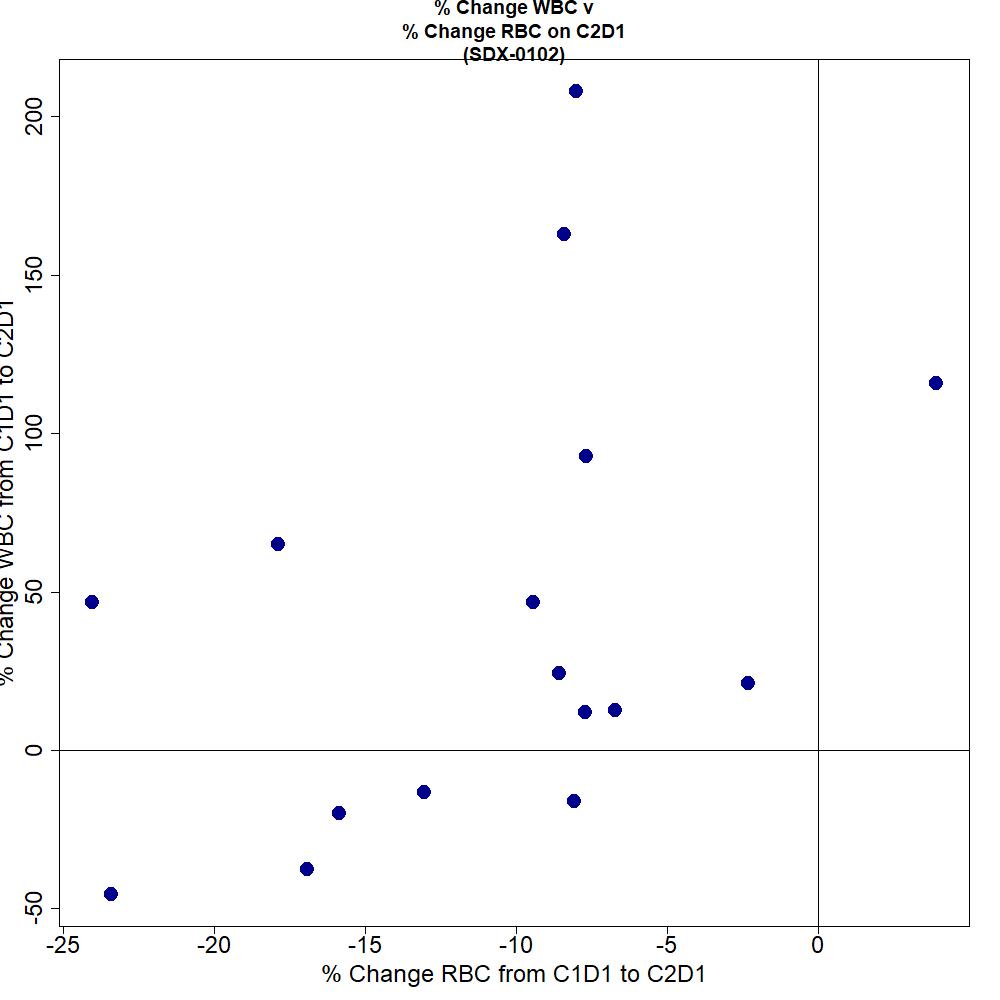 % Change WBC v
% Change RBC on C2D1
(SDX-0102)
% Change WBC from C1D1 to C2D1
200
150
100
50
0
-50
-25
-20
-15
-10
-5
0
% Change RBC from C1D1 to C2D1